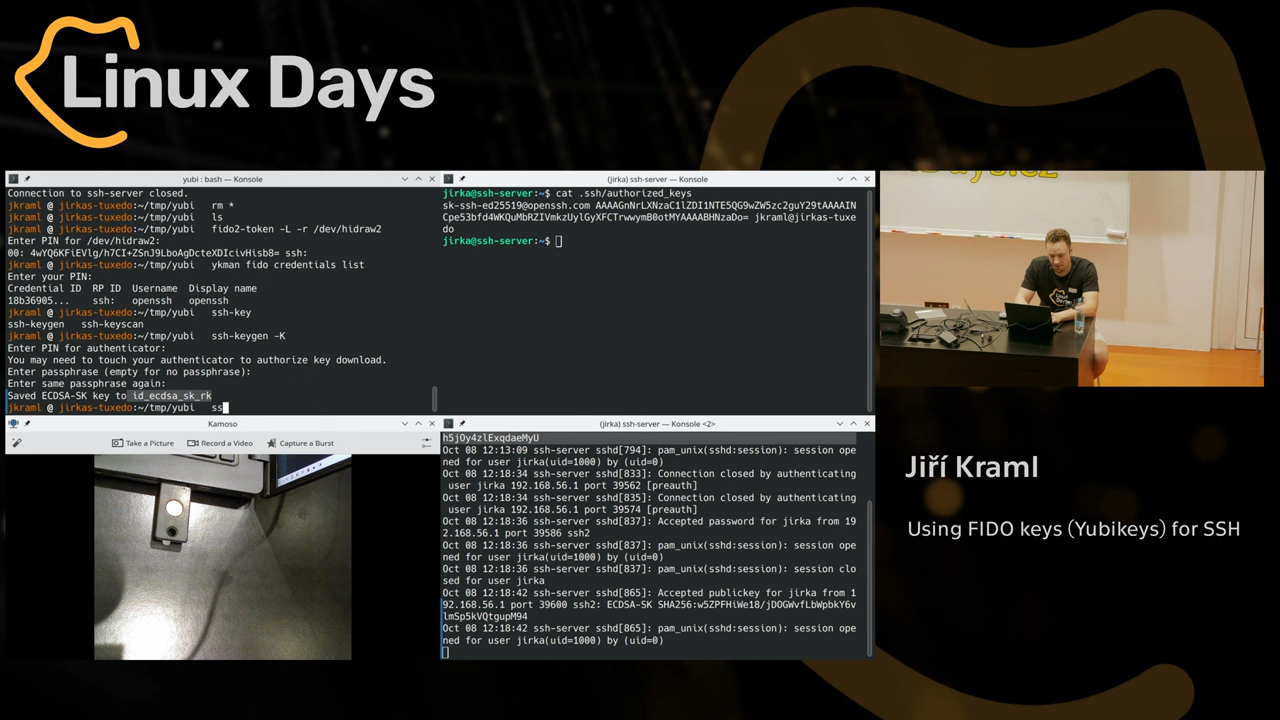 Linux Days
yubi : bash — Konsole
Connection to ssh-server closed.
jkraml @ jirkas-tuxedo:~/tmp/yubi rm *
jkraml @ jirkas-tuxedo:~/tmp/yubi ls
jkraml @ jirkas-tuxedo:~/tmp/yubi fido2-token -L -r /dev/hidraw2
Enter PIN for /dev/hidraw2:
00: 4wYQ6KFiEVlg/h7CI+ZSnJ9LboAgDcteXDIcivHisb8= ssh:
jkraml @ jirkas-tuxedo:~/tmp/yubi ykman fido credentials list
Enter your PIN:
Credential ID RP ID Username Display name
18b36905... ssh: openssh openssh
jkraml @ jirkas-tuxedo:~/tmp/yubi ssh-key
ssh-keygen ssh-keyscan
jkraml @ jirkas-tuxedo:~/tmp/yubi ssh-keygen -K
Enter PIN for authenticator:
You may need to touch your authenticator to authorize key download.
Enter passphrase (empty for no passphrase):
Enter same passphrase again:
Saved ECDSA-SK key to id_ecdsa_sk_rk
jkraml @ jirkas-tuxedo:~/tmp/yubi ss
(jirka) ssh-server — Konsole
jirka@ssh-server:~$ cat .ssh/authorized_keys
sk-ssh-ed25519@openssh.com AAAAGnNrLXNzaC1lZDI1NTE5QG9wZW5zc2guY29tAAAAIN
Cpe53bfd4WKQuMbRZIVmkzUylGyXFCTrwwymB0otMYAAAABHNzaDo= jkraml@jirkas-tuxe
do
jirka@ssh-server:~$
Kamoso
Take a Picture Record a Video Capture a Burst
(jirka) ssh-server — Konsole <2>
h5jOy4zlExqdaeMyU
Oct 08 12:13:09 ssh-server sshd[794]: pam_unix(sshd:session): session ope
ned for user jirka(uid=1000) by (uid=0)
Oct 08 12:18:34 ssh-server sshd[833]: Connection closed by authenticating
user jirka 192.168.56.1 port 39562 [preauth]
Oct 08 12:18:34 ssh-server sshd[835]: Connection closed by authenticating
user jirka 192.168.56.1 port 39574 [preauth]
Oct 08 12:18:36 ssh-server sshd[837]: Accepted password for jirka from 19
2.168.56.1 port 39586 ssh2
Oct 08 12:18:36 ssh-server sshd[837]: pam_unix(sshd:session): session ope
ned for user jirka(uid=1000) by (uid=0)
Oct 08 12:18:36 ssh-server sshd[837]: pam_unix(sshd:session): session clo
sed for user jirka
Oct 08 12:18:42 ssh-server sshd[865]: Accepted publickey for jirka from 1
92.168.56.1 port 39600 ssh2: ECDSA-SK SHA256:w5ZPFHiWe18/jDOGWvfLbWpbkY6v
lmSp5kVQtgupM94
Oct 08 12:18:42 ssh-server sshd[865]: pam_unix(sshd:session): session ope
ned for user jirka(uid=1000) by (uid=0)
Linux
Days
Jiří Kraml
Using FIDO keys (Yubikeys) for SSH